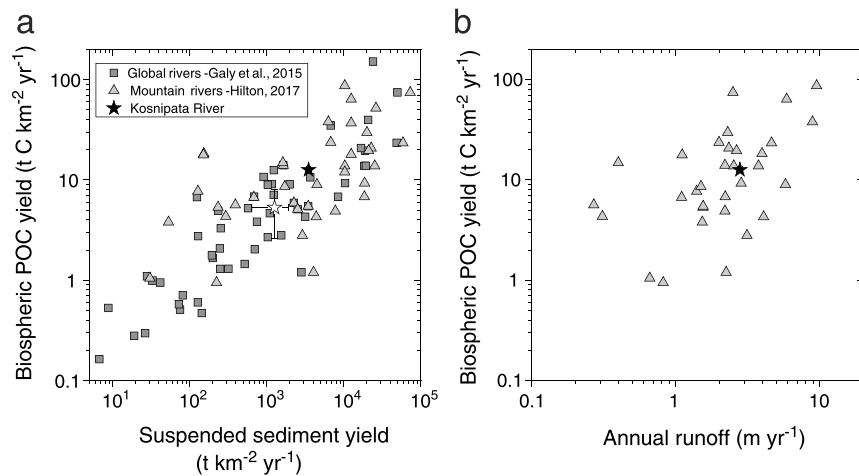 a
Biospheric POC yield (t C km⁻² yr⁻¹)
100
10
1
0.1
Global rivers -Galy et al., 2015
Mountain rivers -Hilton, 2017
Kosnipata River
10¹ 10² 10³ 10⁴ 10⁵
Suspended sediment yield
(t km⁻² yr⁻¹)
b
Biospheric POC yield (t C km⁻² yr⁻¹)
100
10
1
0.1
0.1 1 10
Annual runoff (m yr⁻¹)